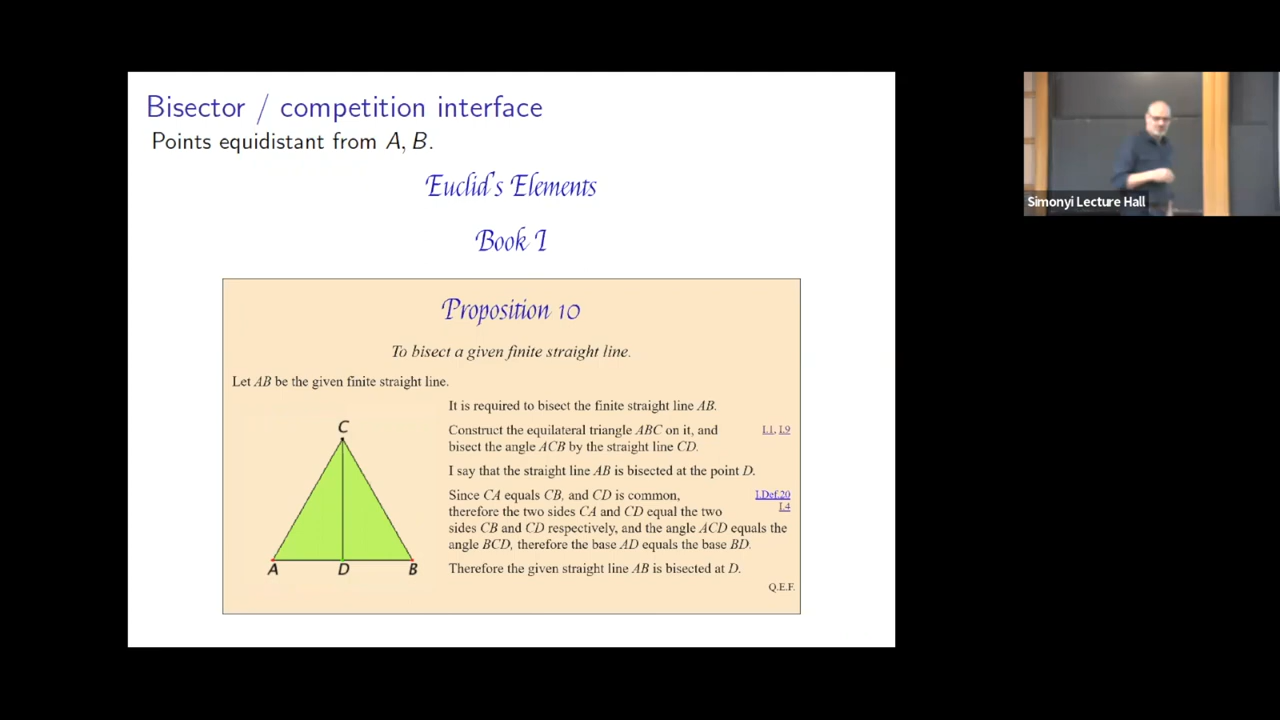 Bisector / competition interface
Points equidistant from A, B.
Euclid's Elements
Book I
Proposition 10
To bisect a given finite straight line.
Let AB be the given finite straight line.
It is required to bisect the finite straight line AB.
Construct the equilateral triangle ABC on it, and I.1, I.9
bisect the angle ACB by the straight line CD.
I say that the straight line AB is bisected at the point D.
Since CA equals CB, and CD is common, I.Def.20
therefore the two sides CA and CD equal the two I.4
sides CB and CD respectively, and the angle ACD equals the
angle BCD, therefore the base AD equals the base BD.
Therefore the given straight line AB is bisected at D.
Q.E.F.
C
A D B
Simonyi Lecture Hall